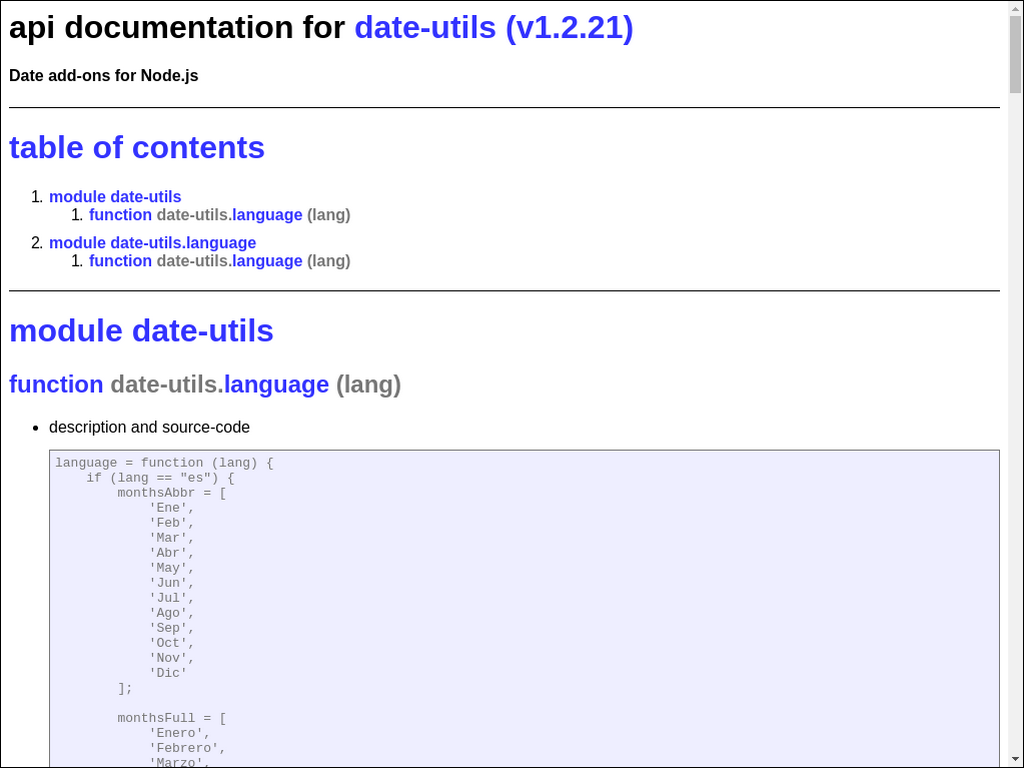 api documentation for date-utils (v1.2.21)
Date add-ons for Node.js
table of contents
1. module date-utils
1. function date-utils.language (lang)
2. module date-utils.language
1. function date-utils.language (lang)
module date-utils
function date-utils.language (lang)
• description and source-code
language = function (lang) {
    if (lang == "es") {
        monthsAbbr = [
            'Ene',
            'Feb',
            'Mar',
            'Abr',
            'May',
            'Jun',
            'Jul',
            'Ago',
            'Sep',
            'Oct',
            'Nov',
            'Dic'
        ];
        monthsFull = [
            'Enero',
            'Febrero',
            'Marzo',